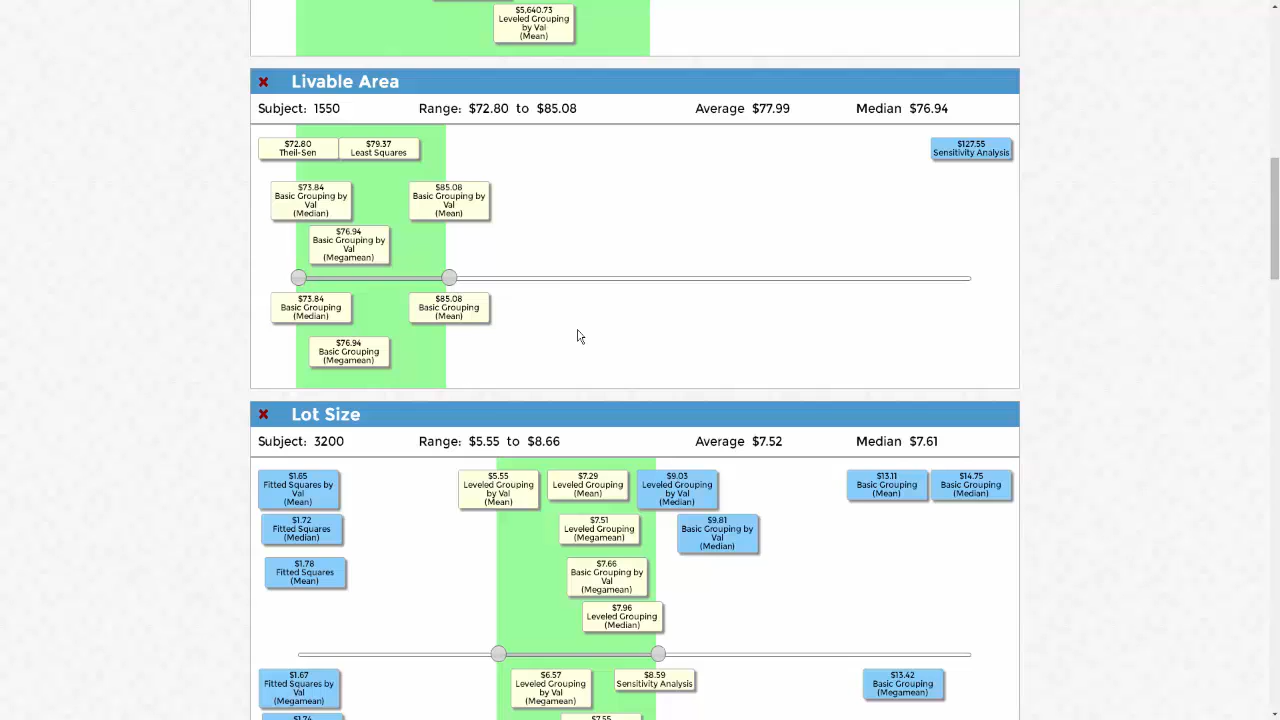 $5,640.73
Leveled Grouping
by Val
(Mean)
Livable Area
Subject: 1550 Range: $72.80 to $85.08 Average $77.99 Median $76.94
$72.80
Theil-Sen
$79.37
Least Squares
$127.55
Sensitivity Analysis
$73.84
Basic Grouping by
Val
(Median)
$85.08
Basic Grouping by
Val
(Mean)
$76.94
Basic Grouping by
Val
(Megamean)
$73.84
Basic Grouping
(Median)
$85.08
Basic Grouping
(Mean)
$76.94
Basic Grouping
(Megamean)
Lot Size
Subject: 3200 Range: $5.55 to $8.66 Average $7.52 Median $7.61
$1.65
Fitted Squares by
Val
(Mean)
$5.55
Leveled Grouping
by Val
(Mean)
$7.29
Leveled Grouping
(Mean)
$9.03
Leveled Grouping
by Val
(Median)
$13.11
Basic Grouping
(Mean)
$14.75
Basic Grouping
(Median)
$1.72
Fitted Squares
(Median)
$7.51
Leveled Grouping
(Megamean)
$9.81
Basic Grouping by
Val
(Median)
$1.78
Fitted Squares
(Mean)
$7.66
Basic Grouping by
Val
(Megamean)
$7.96
Leveled Grouping
(Median)
$1.67
Fitted Squares by
Val
(Megamean)
$6.57
Leveled Grouping
by Val
(Megamean)
$8.59
Sensitivity Analysis
$13.42
Basic Grouping
(Megamean)
$1.74
$7.55